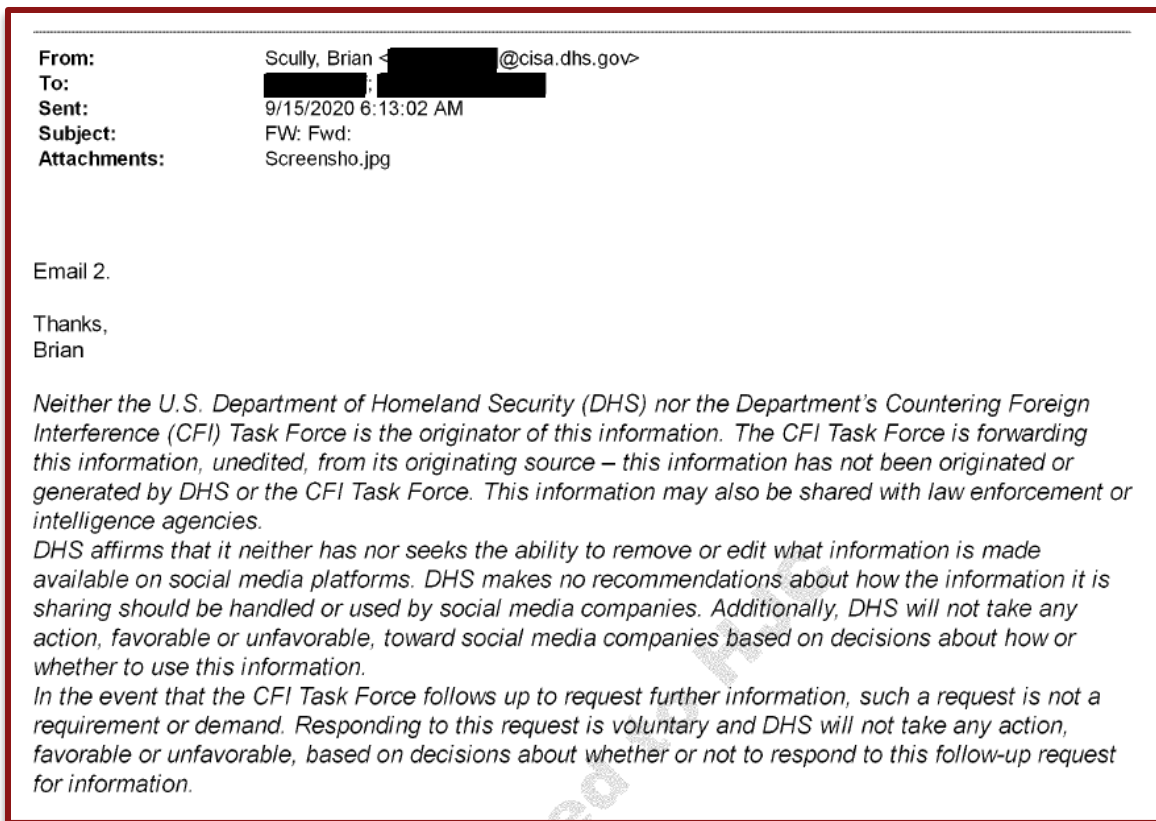 From: Scully, Brian < @cisa.dhs.gov>
To: ;
Sent: 9/15/2020 6:13:02 AM
Subject: FW: Fwd:
Attachments: Screensho.jpg
Email 2.
Thanks,
Brian
Neither the U.S. Department of Homeland Security (DHS) nor the Department's Countering Foreign
Interference (CFI) Task Force is the originator of this information. The CFI Task Force is forwarding
this information, unedited, from its originating source – this information has not been originated or
generated by DHS or the CFI Task Force. This information may also be shared with law enforcement or
intelligence agencies.
DHS affirms that it neither has nor seeks the ability to remove or edit what information is made
available on social media platforms. DHS makes no recommendations about how the information it is
sharing should be handled or used by social media companies. Additionally, DHS will not take any
action, favorable or unfavorable, toward social media companies based on decisions about how or
whether to use this information.
In the event that the CFI Task Force follows up to request further information, such a request is not a
requirement or demand. Responding to this request is voluntary and DHS will not take any action,
favorable or unfavorable, based on decisions about whether or not to respond to this follow-up request
for information.